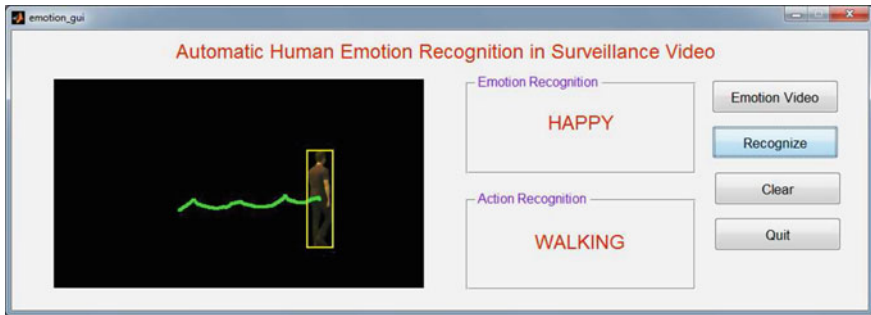 emotion_gui
Automatic Human Emotion Recognition in Surveillance Video
Emotion Recognition
HAPPY
Action Recognition
WALKING
Emotion Video
Recognize
Clear
Quit